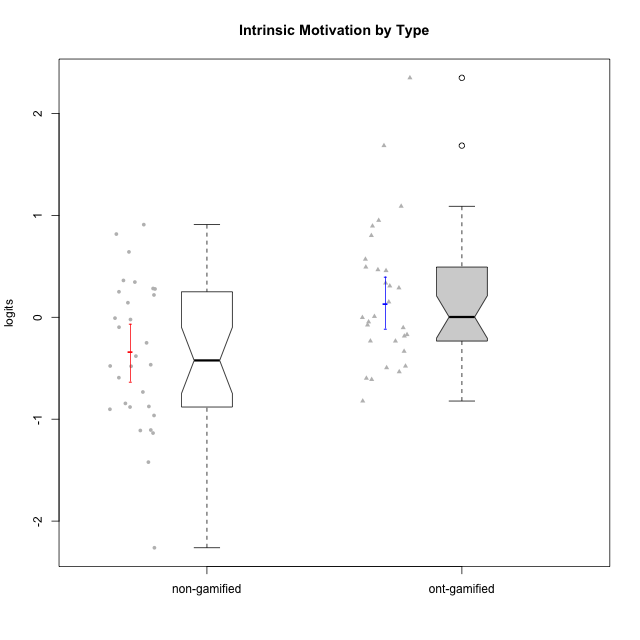 Intrinsic Motivation by Type
2
1
0
-1
-2
logits
non-gamified
ont-gamified